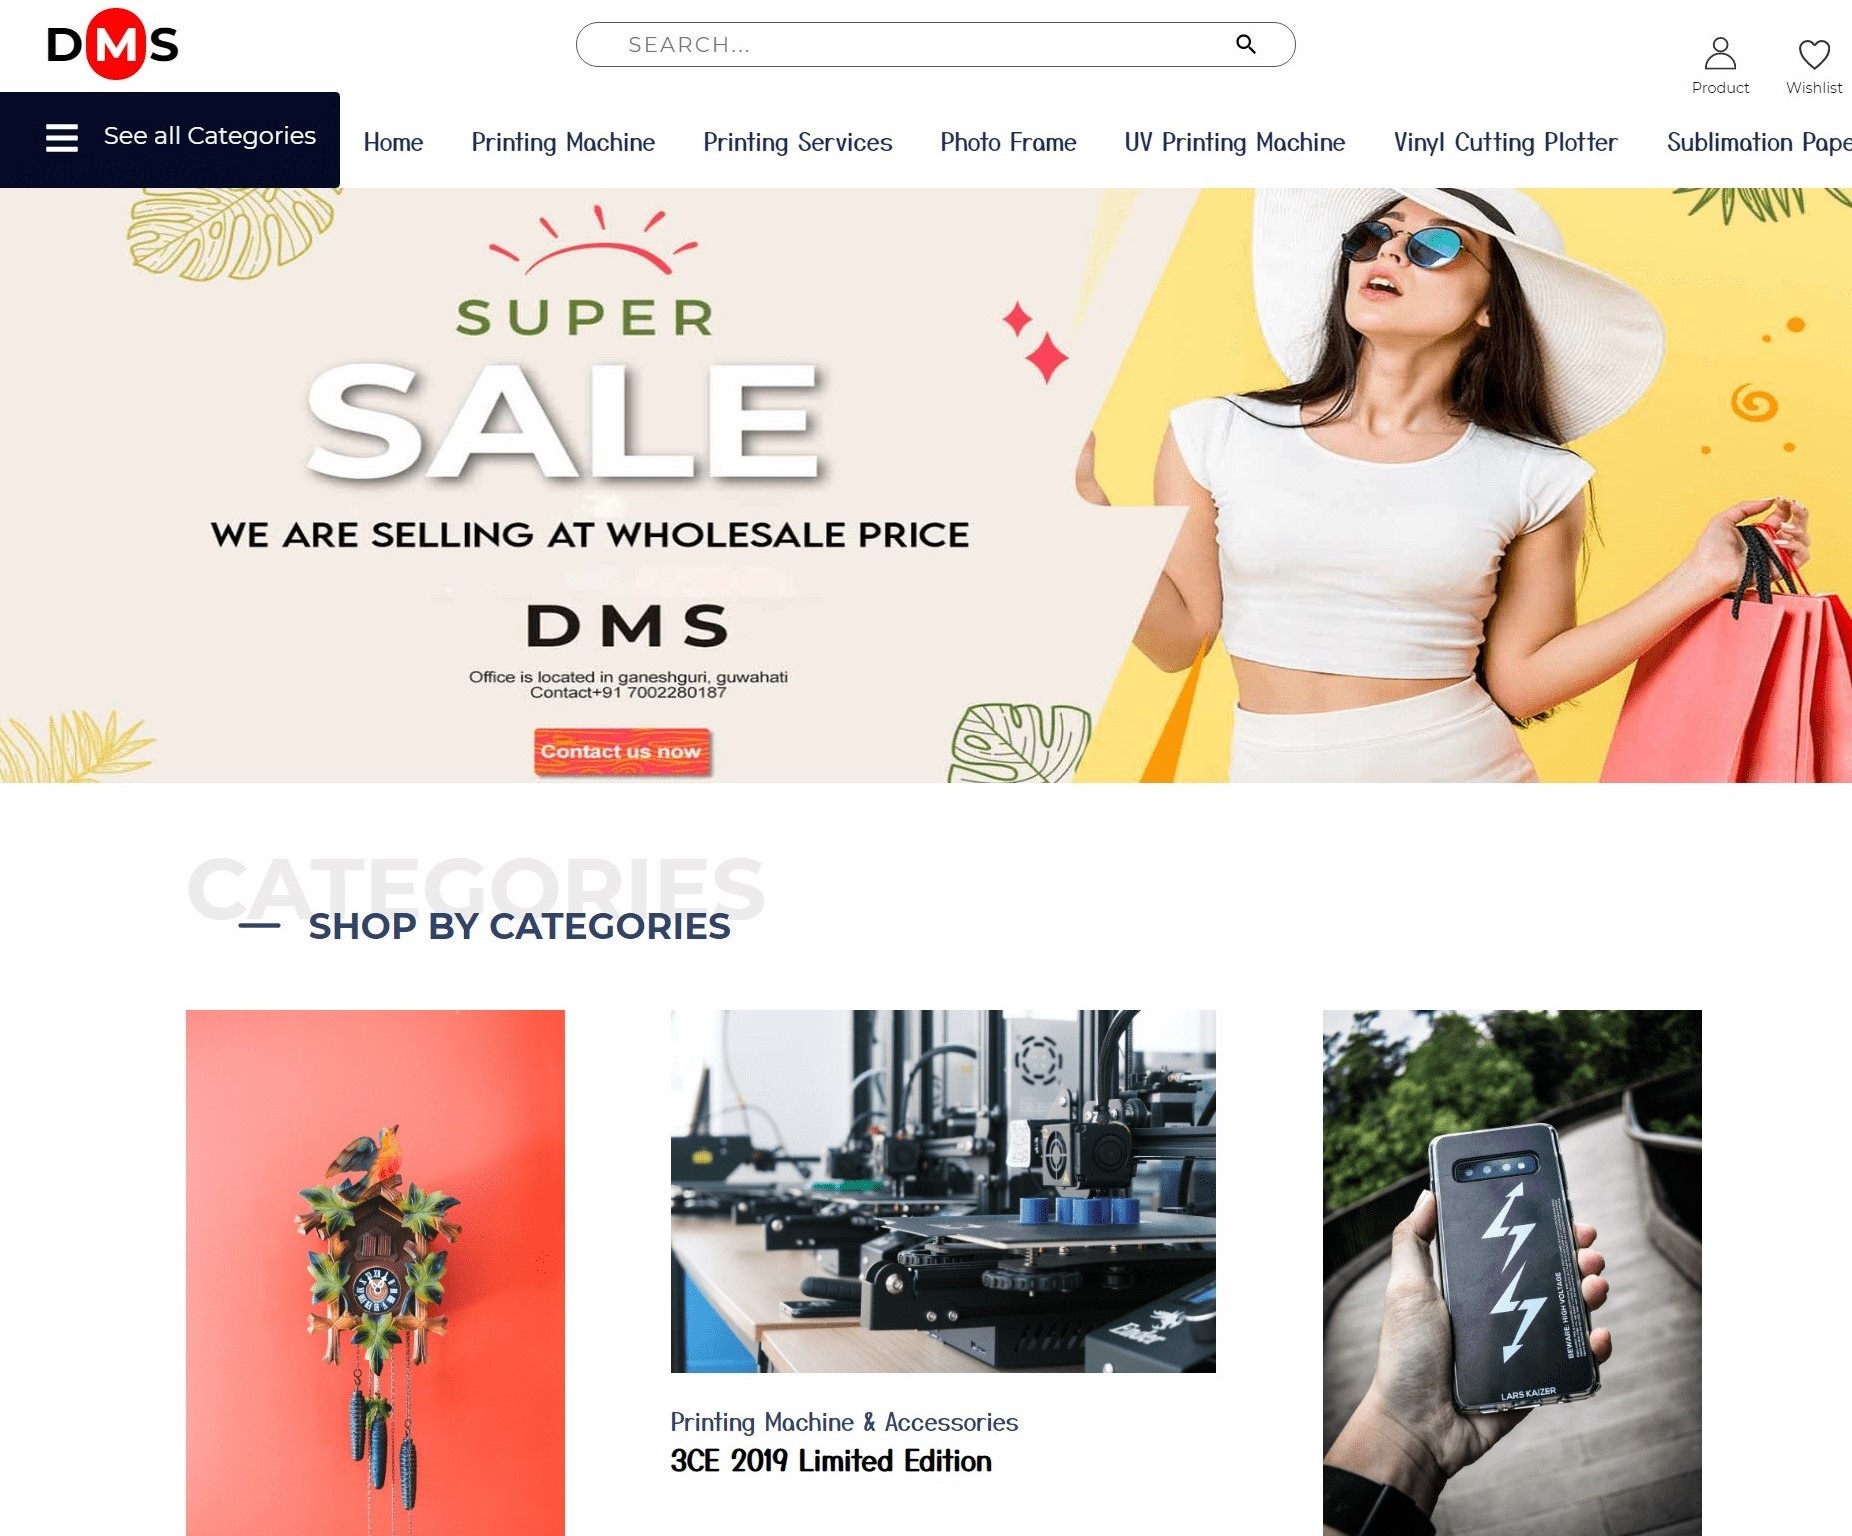 DMS
SEARCH...
Product
Wishlist
See all Categories
Home
Printing Machine
Printing Services
Photo Frame
UV Printing Machine
Vinyl Cutting Plotter
Sublimation Pape
SUPER
SALE
WE ARE SELLING AT WHOLESALE PRICE
DMS
Office is located in ganeshguri, guwahati
Contact+91 7002280187
Contact us now
CATEGORIES
SHOP BY CATEGORIES
Ender
BEWARE: HIGH VOLTAGE
LARS KAIZER
Printing Machine & Accessories
3CE 2019 Limited Edition